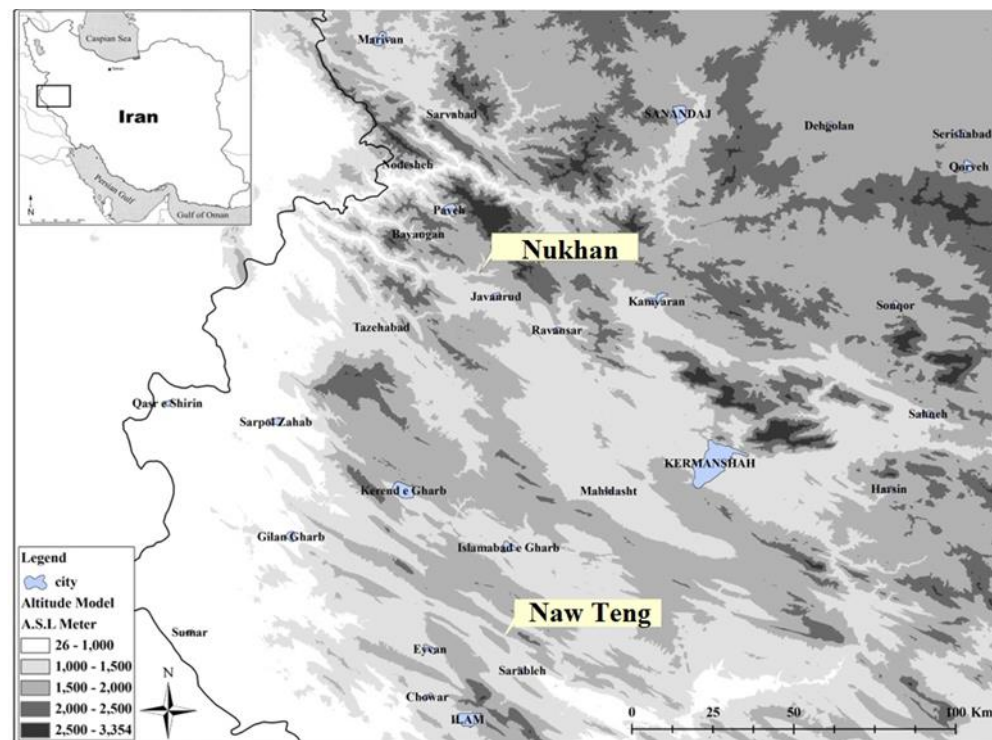 Caspian Sea
Tehran
Iran
Persian Gulf
Gulf of Oman
N
Marivan
Sarvabad
SANANDAJ
Dehgolan
Serishabad
Qorveh
Nodesheh
Paveh
Bayangan
Nukhan
Javanrud
Kamyaran
Sonqor
Tazehabad
Ravansar
Qasr e Shirin
Sarpol Zahab
Sahneh
KERMANSHAH
Kerend e Gharb
Mahidasht
Harsin
Gilan Gharb
Islamabad e Gharb
Legend
city
Altitude Model
A.S.L Meter
26 - 1,000
1,000 - 1,500
1,500 - 2,000
2,000 - 2,500
2,500 - 3,354
Naw Teng
Sumar
Eyvan
Sarableh
N
Chowar
ILAM
0 25 50 100 Km